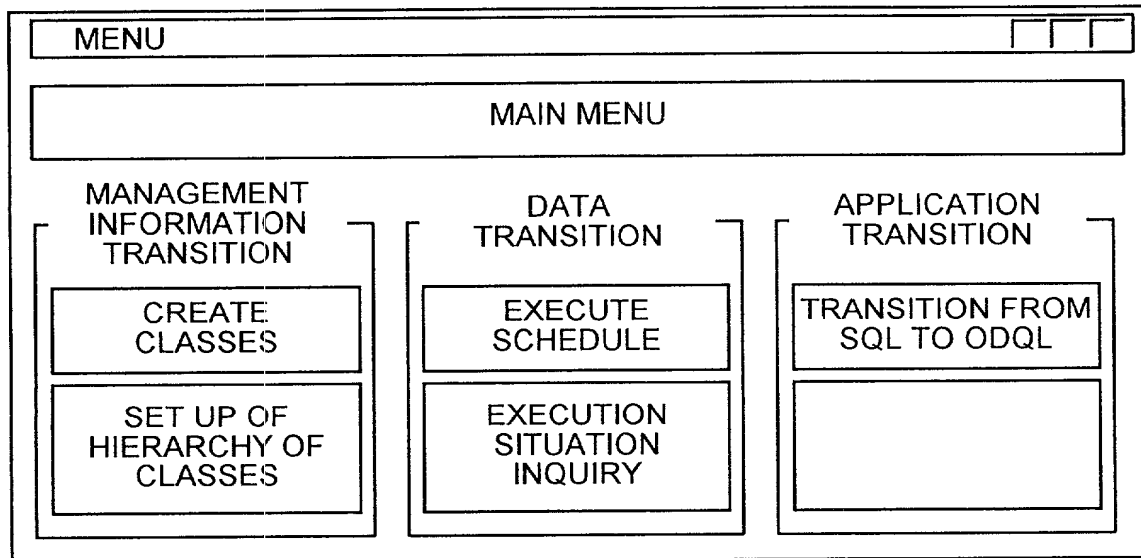 MENU
MAIN MENU
MANAGEMENT
INFORMATION
TRANSITION
CREATE
CLASSES
SET UP OF
HIERARCHY OF
CLASSES
DATA
TRANSITION
EXECUTE
SCHEDULE
EXECUTION
SITUATION
INQUIRY
APPLICATION
TRANSITION
TRANSITION FROM
SQL TO ODQL